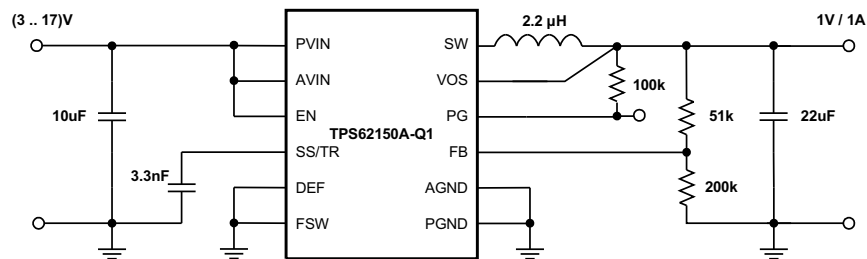 (3 .. 17)V
2.2 µH
1V / 1A
PVIN
SW
AVIN
VOS
100k
10uF
EN
PG
51k
22uF
TPS62150A-Q1
SS/TR
FB
3.3nF
DEF
AGND
200k
FSW
PGND